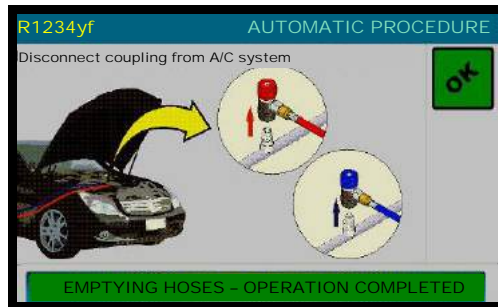 R1234yf AUTOMATIC PROCEDURE
Disconnect coupling from A/C system
OK
EMPTYING HOSES – OPERATION COMPLETED